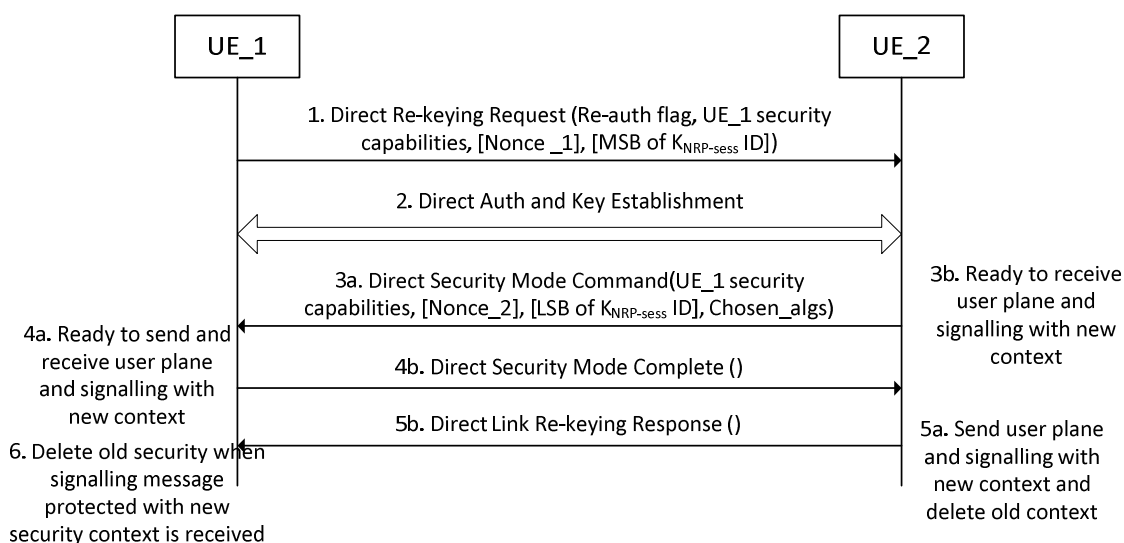 UE_1
UE_2
1. Direct Re-keying Request (Re-auth flag, UE_1 security
capabilities, [Nonce _1], [MSB of KNRP-sess ID])
2. Direct Auth and Key Establishment
3a. Direct Security Mode Command(UE_1 security
capabilities, [Nonce_2], [LSB of KNRP-sess ID], Chosen_algs)
3b. Ready to receive
user plane and
signalling with new
context
4a. Ready to send and
receive user plane
and signalling with
new context
4b. Direct Security Mode Complete ()
5b. Direct Link Re-keying Response ()
5a. Send user plane
and signalling with
new context and
delete old context
6. Delete old security when
signalling message
protected with new
security context is received